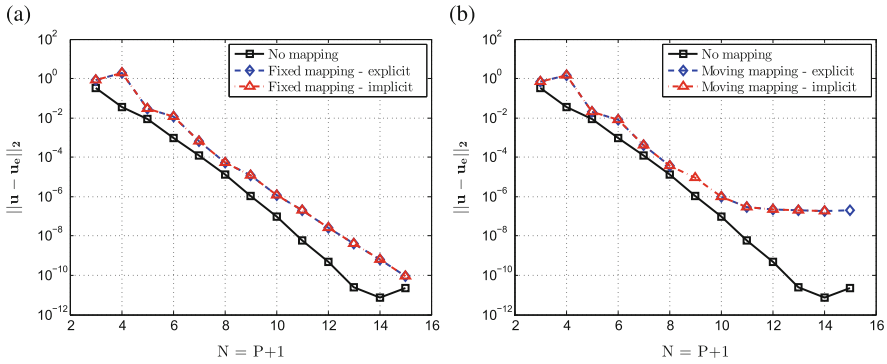 (a)
10^2
10^0
10^-2
10^-4
10^-6
10^-8
10^-10
10^-12
||u − u_e||_2
No mapping
Fixed mapping - explicit
Fixed mapping - implicit
2 4 6 8 10 12 14 16
N = P+1
(b)
10^2
10^0
10^-2
10^-4
10^-6
10^-8
10^-10
10^-12
||u − u_e||_2
No mapping
Moving mapping - explicit
Moving mapping - implicit
2 4 6 8 10 12 14 16
N = P+1